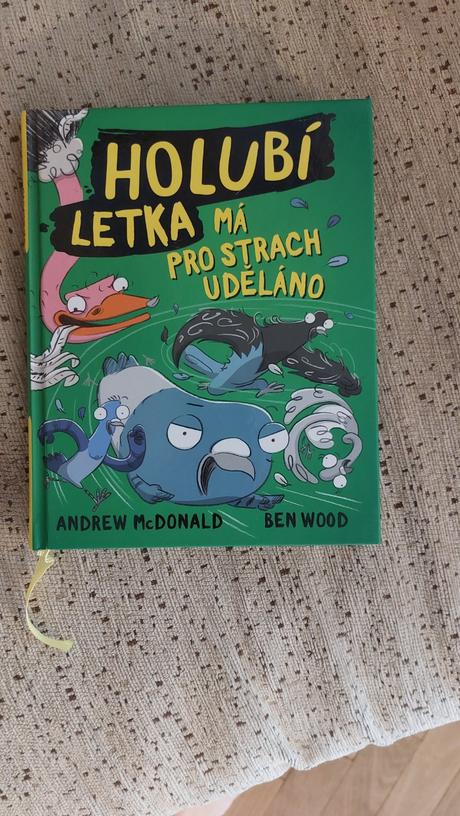 HOLUBÍ
LETKA MÁ
PRO STRACH
UDĚLÁNO
ANDREW McDONALD BEN WOOD